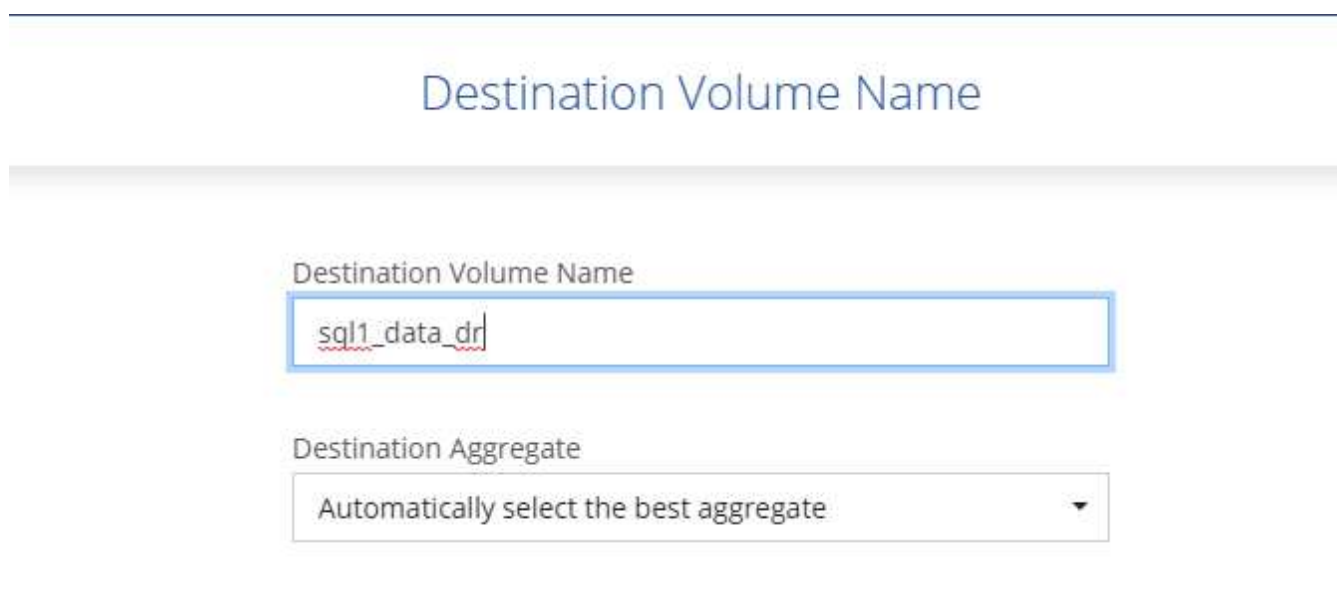 Destination Volume Name
Destination Volume Name
sql1_data_dr
Destination Aggregate
Automatically select the best aggregate